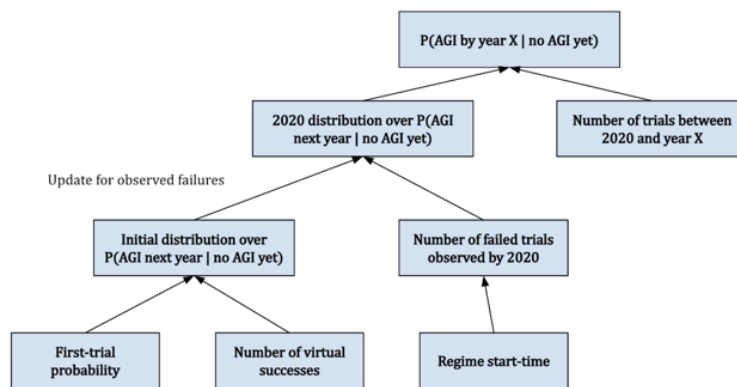 P(AGI by year X | no AGI yet)
2020 distribution over P(AGI
next year | no AGI yet)
Number of trials between
2020 and year X
Update for observed failures
Initial distribution over
P(AGI next year | no AGI yet)
Number of failed trials
observed by 2020
First-trial
probability
Number of virtual
successes
Regime start-time